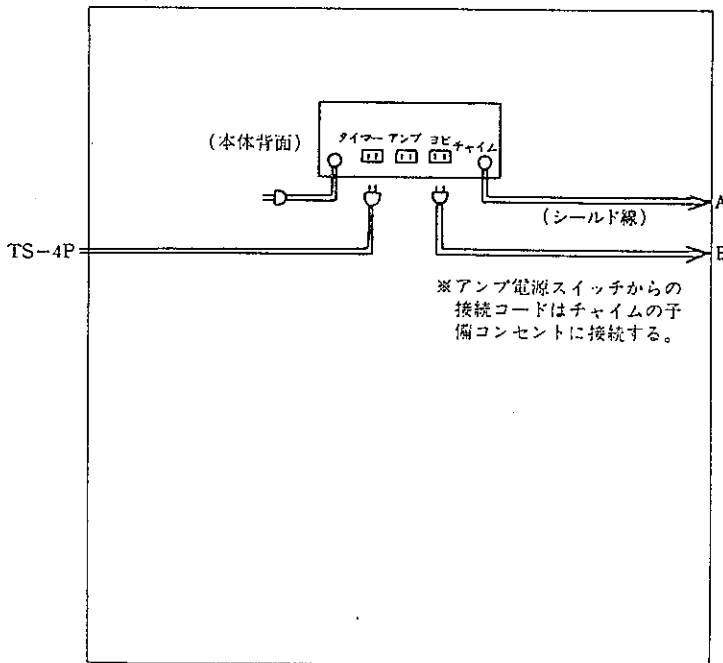 (本体背面)
タイマー アンプ ヨビ チャイム
A
(シールド線)
TS-4P
B
※アンプ電源スイッチからの
接続コードはチャイムの予
備コンセントに接続する。